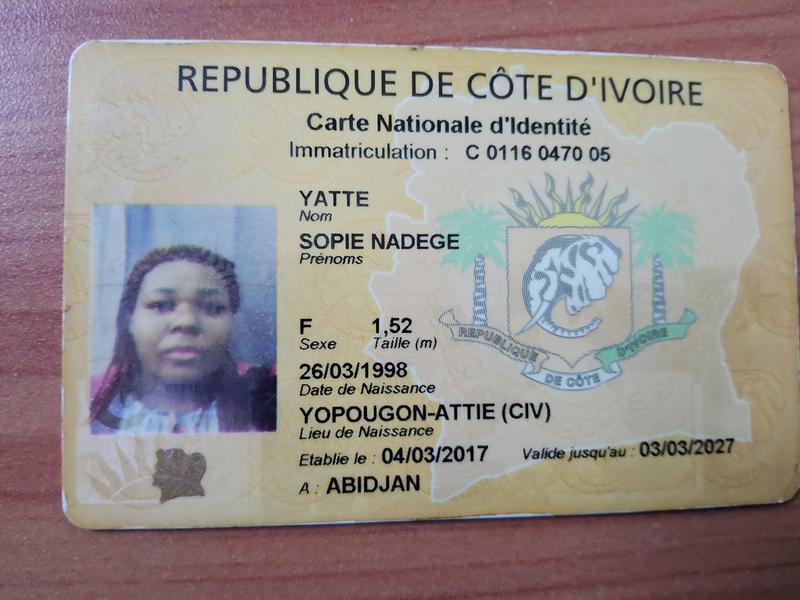 REPUBLIQUE DE CÔTE D'IVOIRE
Carte Nationale d'Identité
Immatriculation : C 0116 0470 05
YATTE
Nom
SOPIE NADEGE
Prénoms
F 1,52
Sexe Taille (m)
26/03/1998
Date de Naissance
YOPOUGON-ATTIE (CIV)
Lieu de Naissance
Etablie le : 04/03/2017 Valide jusqu'au : 03/03/2027
A : ABIDJAN
REPUBLIQUE
DE CÔTE
D'IVOIRE